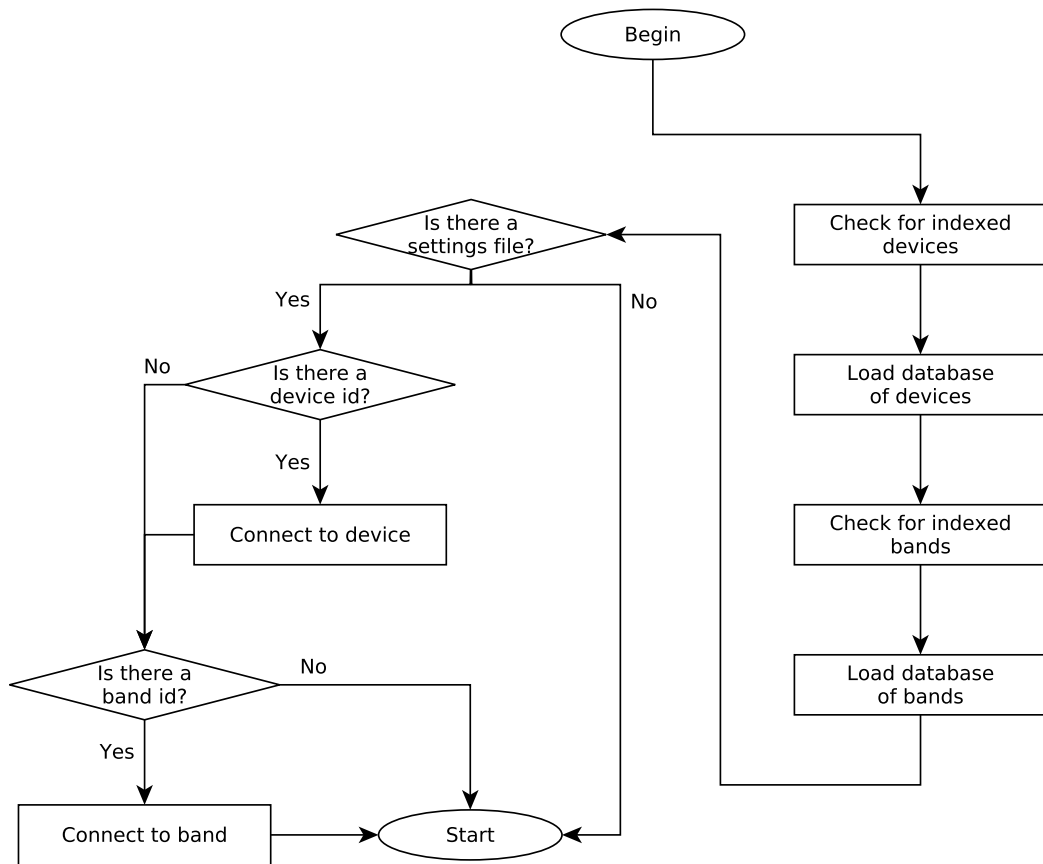 Begin
Check for indexed
devices
Load database
of devices
Check for indexed
bands
Load database
of bands
Is there a
settings file?
Yes
No
Is there a
device id?
No
Yes
Connect to device
Is there a
band id?
No
Yes
Connect to band
Start